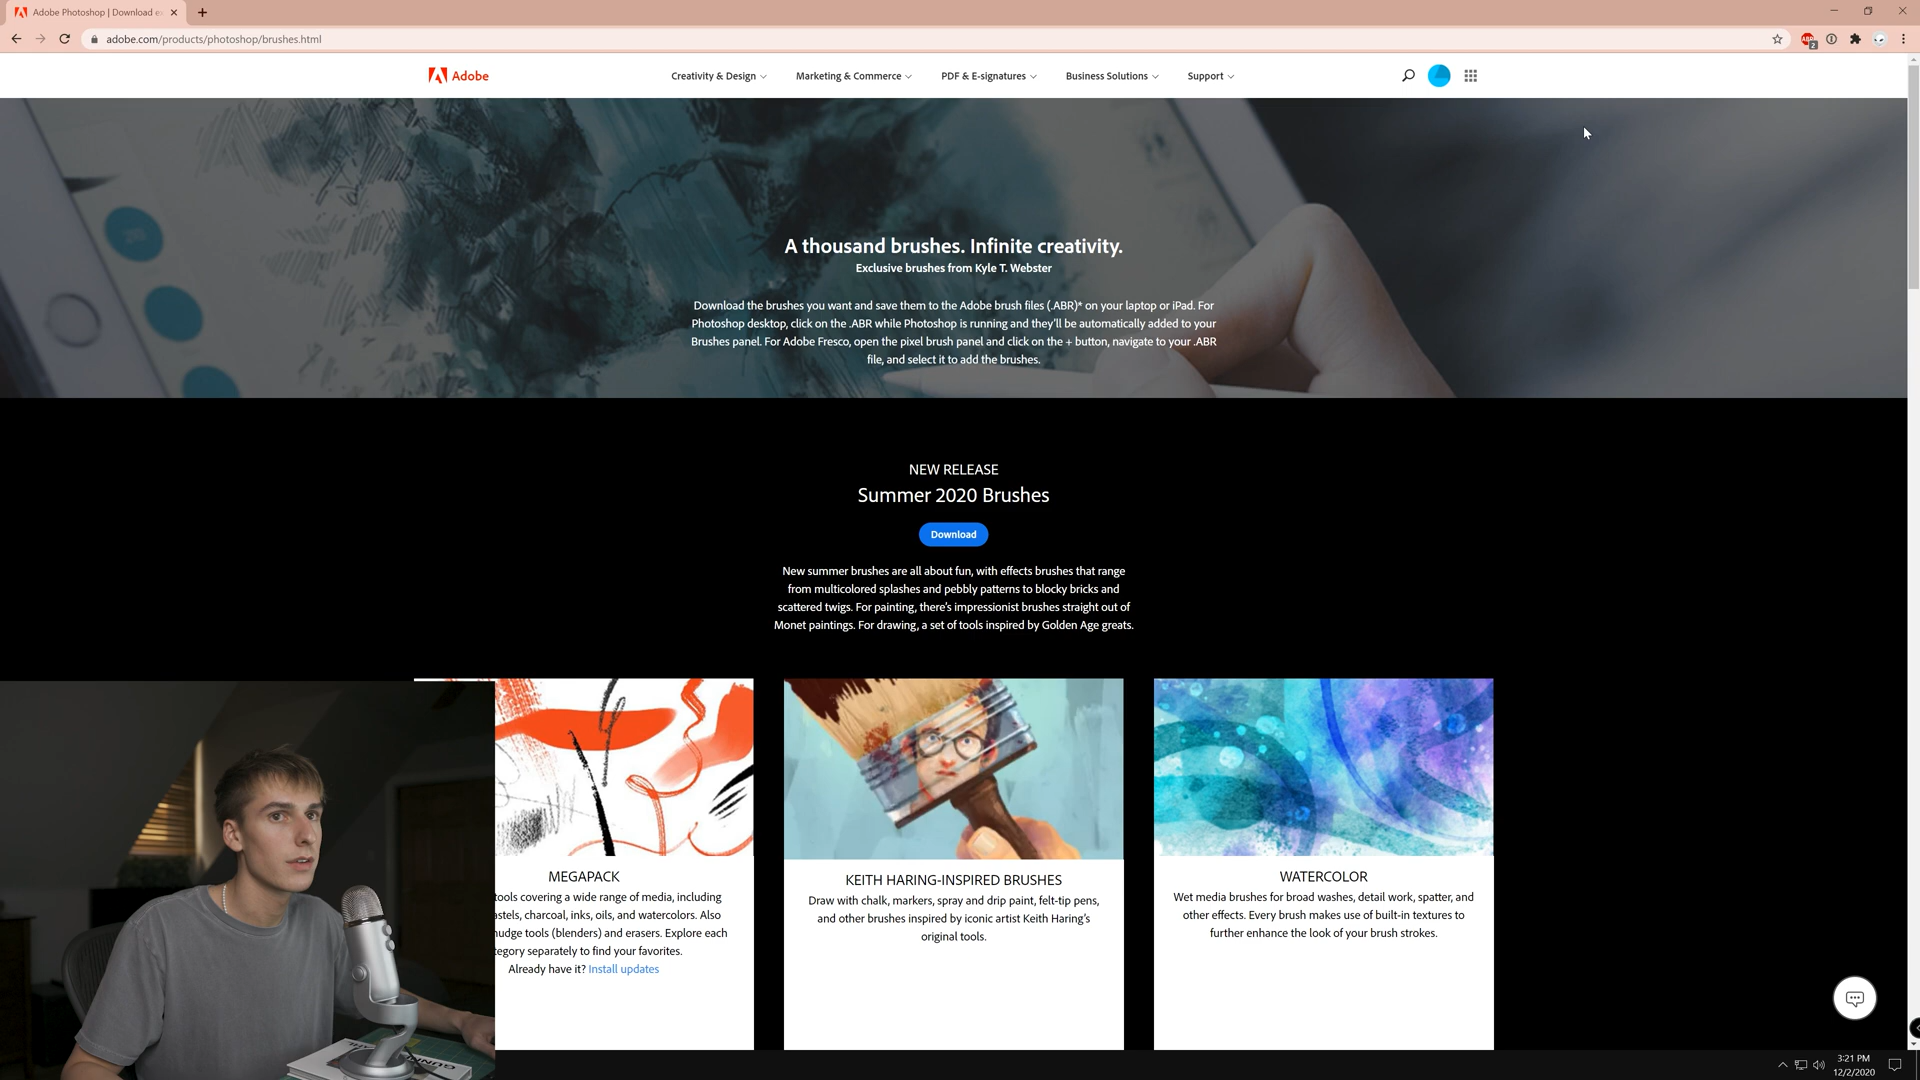 Adobe Photoshop | Download ex
adobe.com/products/photoshop/brushes.html
2
Adobe
Creativity & Design
Marketing & Commerce
PDF & E-signatures
Business Solutions
Support
A thousand brushes. Infinite creativity.
Exclusive brushes from Kyle T. Webster
Download the brushes you want and save them to the Adobe brush files (.ABR)* on your laptop or iPad. For
Photoshop desktop, click on the .ABR while Photoshop is running and they'll be automatically added to your
Brushes panel. For Adobe Fresco, open the pixel brush panel and click on the + button, navigate to your .ABR
file, and select it to add the brushes.
NEW RELEASE
Summer 2020 Brushes
Download
New summer brushes are all about fun, with effects brushes that range
from multicolored splashes and pebbly patterns to blocky bricks and
scattered twigs. For painting, there's impressionist brushes straight out of
Monet paintings. For drawing, a set of tools inspired by Golden Age greats.
MEGAPACK
tools covering a wide range of media, including
astels, charcoal, inks, oils, and watercolors. Also
nudge tools (blenders) and erasers. Explore each
tegory separately to find your favorites.
Already have it? Install updates
KEITH HARING-INSPIRED BRUSHES
Draw with chalk, markers, spray and drip paint, felt-tip pens,
and other brushes inspired by iconic artist Keith Haring's
original tools.
WATERCOLOR
Wet media brushes for broad washes, detail work, spatter, and
other effects. Every brush makes use of built-in textures to
further enhance the look of your brush strokes.
3:21 PM
12/2/2020